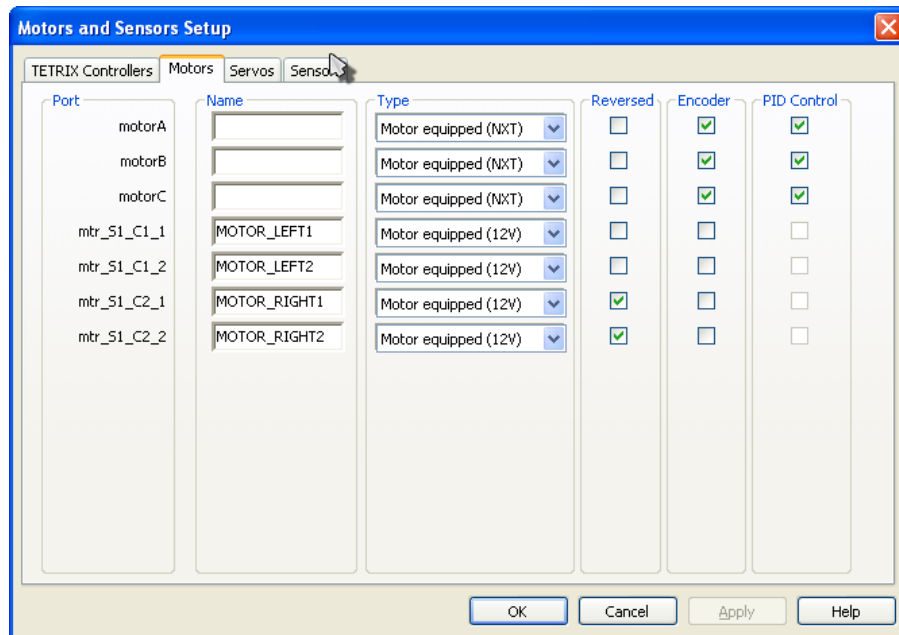 Motors and Sensors Setup
TETRIX Controllers Motors Servos Sensors
Port Name Type Reversed Encoder PID Control
motorA Motor equipped (NXT)
motorB Motor equipped (NXT)
motorC Motor equipped (NXT)
mtr_S1_C1_1 MOTOR_LEFT1 Motor equipped (12V)
mtr_S1_C1_2 MOTOR_LEFT2 Motor equipped (12V)
mtr_S1_C2_1 MOTOR_RIGHT1 Motor equipped (12V)
mtr_S1_C2_2 MOTOR_RIGHT2 Motor equipped (12V)
OK Cancel Apply Help